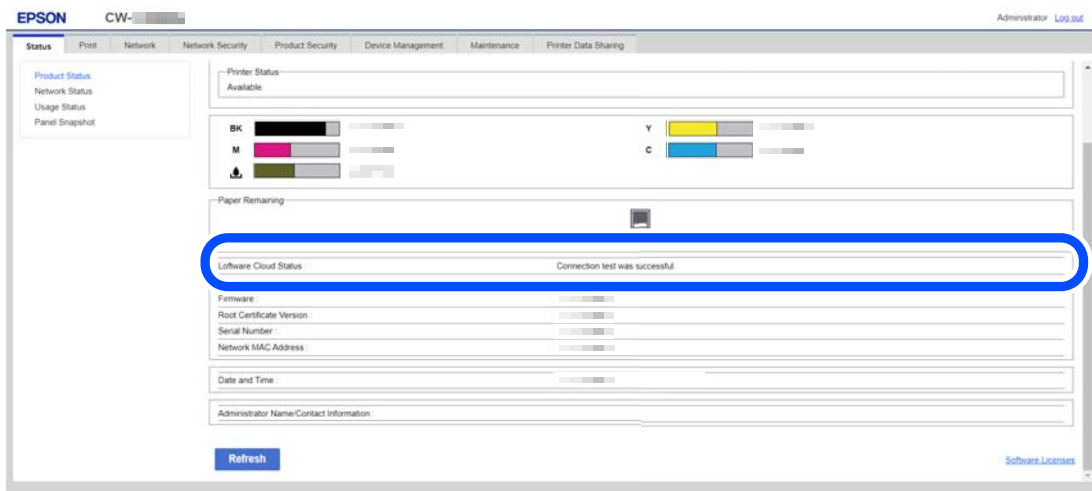 EPSON CW-
Administrator Log out
Status Print Network Network Security Product Security Device Management Maintenance Printer Data Sharing
Product Status
Network Status
Usage Status
Panel Snapshot
Printer Status
Available
BK Y
M C
Paper Remaining
Loftware Cloud Status : Connection test was successful.
Firmware :
Root Certificate Version :
Serial Number :
Network MAC Address :
Date and Time :
Administrator Name/Contact Information :
Refresh
Software Licenses